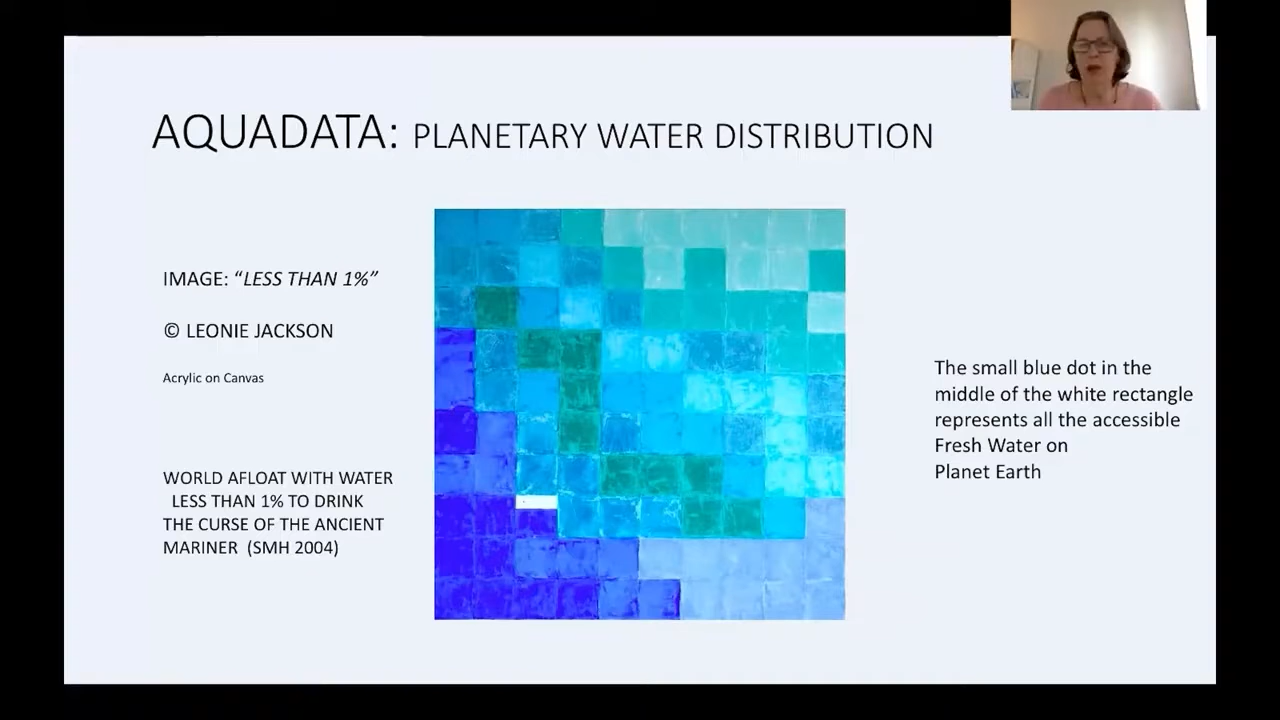 AQUADATA: PLANETARY WATER DISTRIBUTION
IMAGE: “LESS THAN 1%”
© LEONIE JACKSON
Acrylic on Canvas
WORLD AFLOAT WITH WATER
LESS THAN 1% TO DRINK
THE CURSE OF THE ANCIENT
MARINER (SMH 2004)
The small blue dot in the
middle of the white rectangle
represents all the accessible
Fresh Water on
Planet Earth